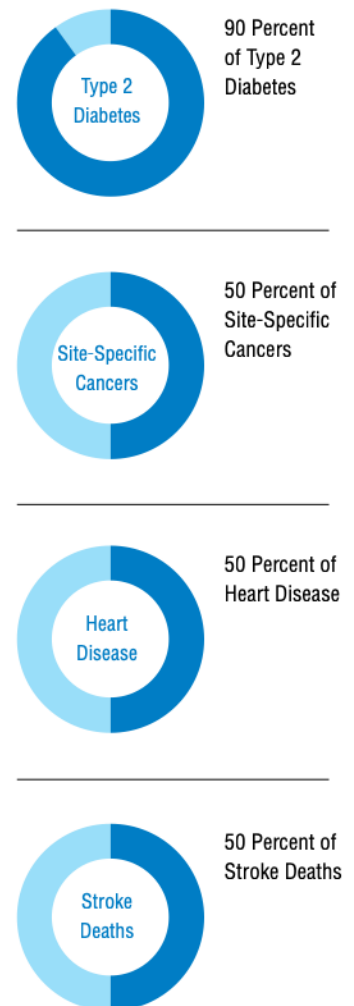 Type 2
Diabetes
90 Percent
of Type 2
Diabetes
Site-Specific
Cancers
50 Percent of
Site-Specific
Cancers
Heart
Disease
50 Percent of
Heart Disease
Stroke
Deaths
50 Percent of
Stroke Deaths